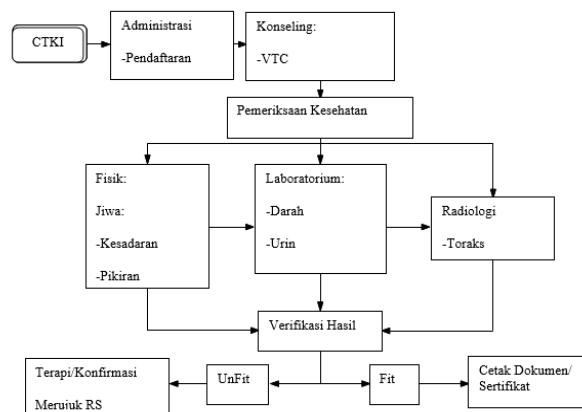 CTKI
Administrasi
-Pendaftaran
Konseling:
-VTC
Pemeriksaan Kesehatan
Fisik:
Jiwa:
-Kesadaran
-Pikiran
Laboratorium:
-Darah
-Urin
Radiologi
-Toraks
Verifikasi Hasil
Terapi/Konfirmasi
Merujuk RS
UnFit
Fit
Cetak Dokumen/
Sertifikat